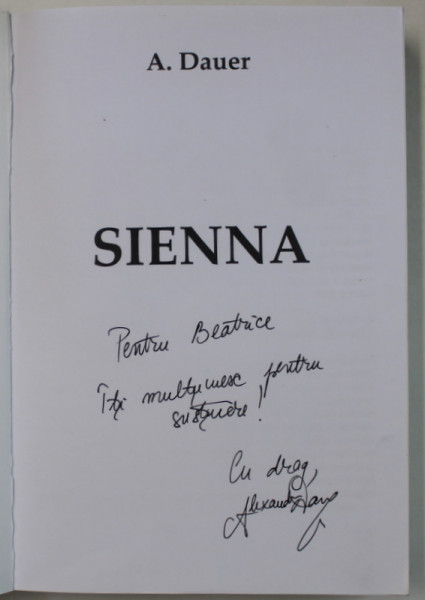 A. Dauer
SIENNA
Pentru Beatrice
Îți mulțumesc pentru
susținere!
Cu drag,